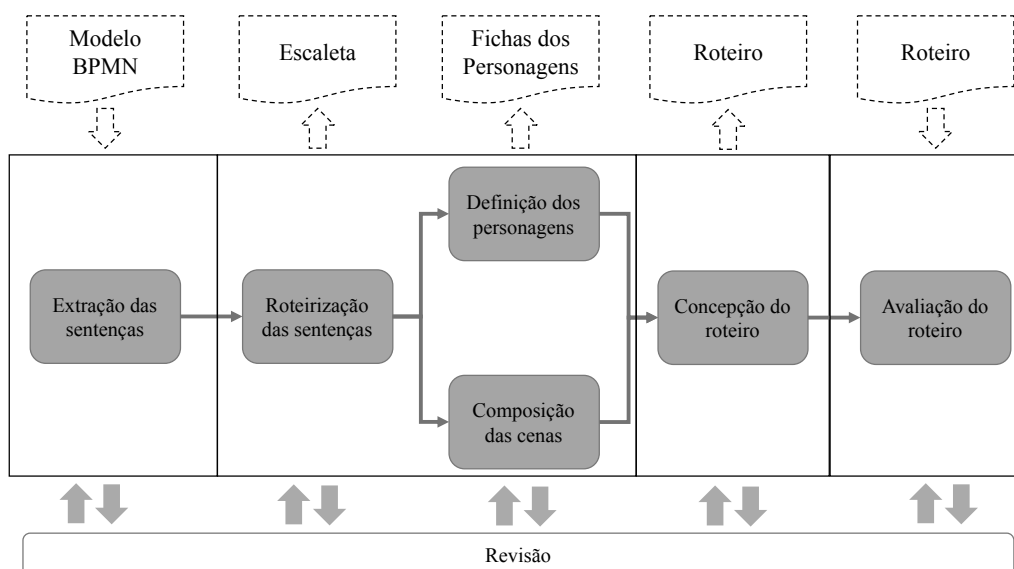 Modelo
BPMN
Escaleta
Fichas dos
Personagens
Roteiro
Roteiro
Extração das
sentenças
Roteirização
das sentenças
Definição dos
personagens
Composição
das cenas
Concepção do
roteiro
Avaliação do
roteiro
Revisão